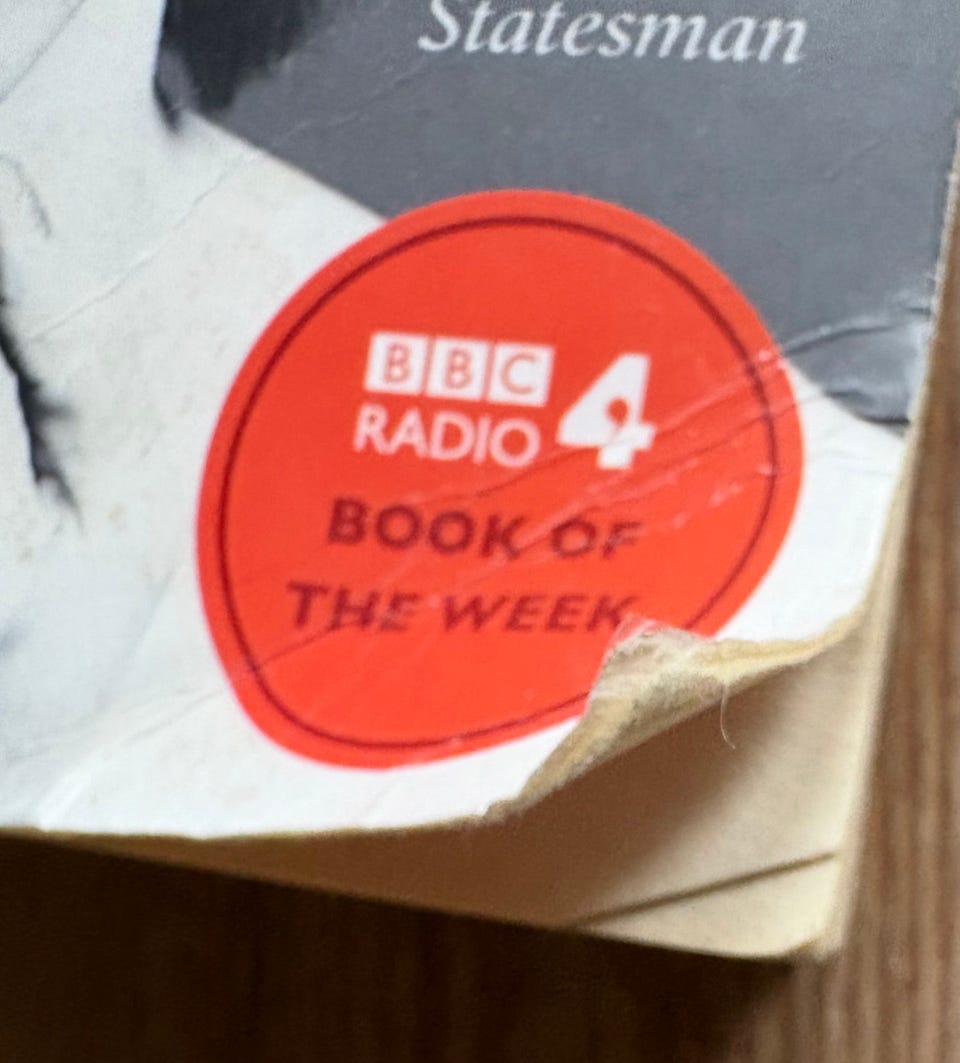 Statesman
BBC
RADIO 4
BOOK OF
THE WEEK